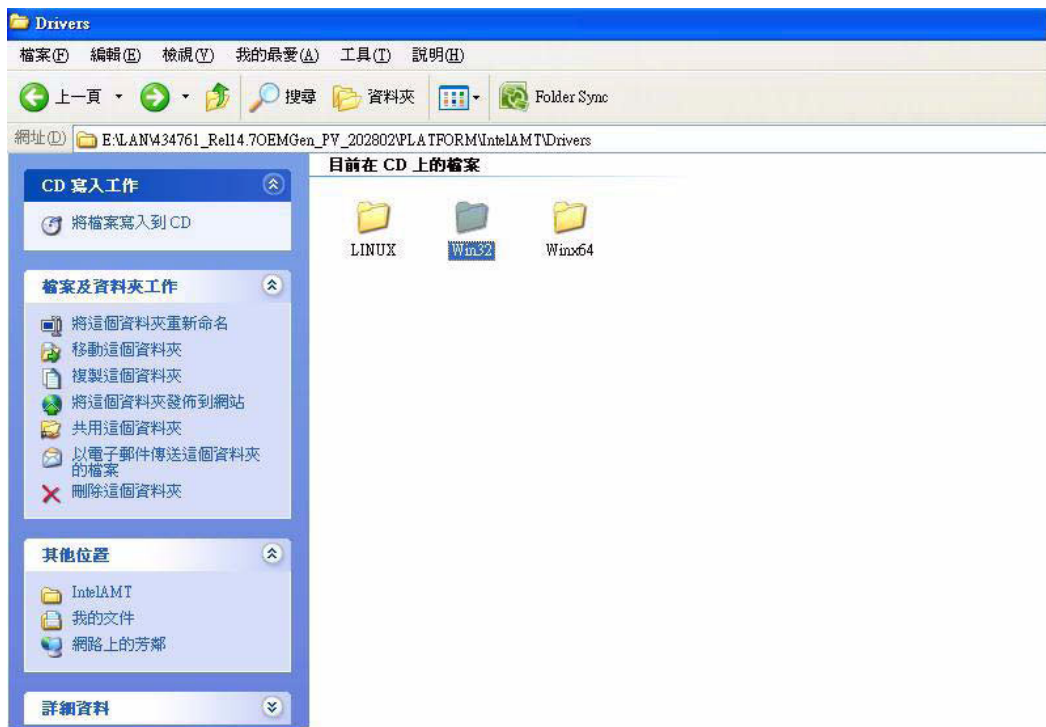 Drivers
檔案(F) 編輯(E) 檢視(V) 我的最愛(A) 工具(T) 說明(H)
上一頁 搜尋 資料夾 Folder Sync
網址(D) E:\LAN\434761_Rel14.7OEMGen_PV_202802\PLATFORM\IntelAMT\Drivers
目前在 CD 上的檔案
LINUX Win32 Winx64
CD 寫入工作
將檔案寫入到 CD
檔案及資料夾工作
將這個資料夾重新命名
移動這個資料夾
複製這個資料夾
將這個資料夾發佈到網站
共用這個資料夾
以電子郵件傳送這個資料夾
的檔案
刪除這個資料夾
其他位置
IntelAMT
我的文件
網路上的芳鄰
詳細資料